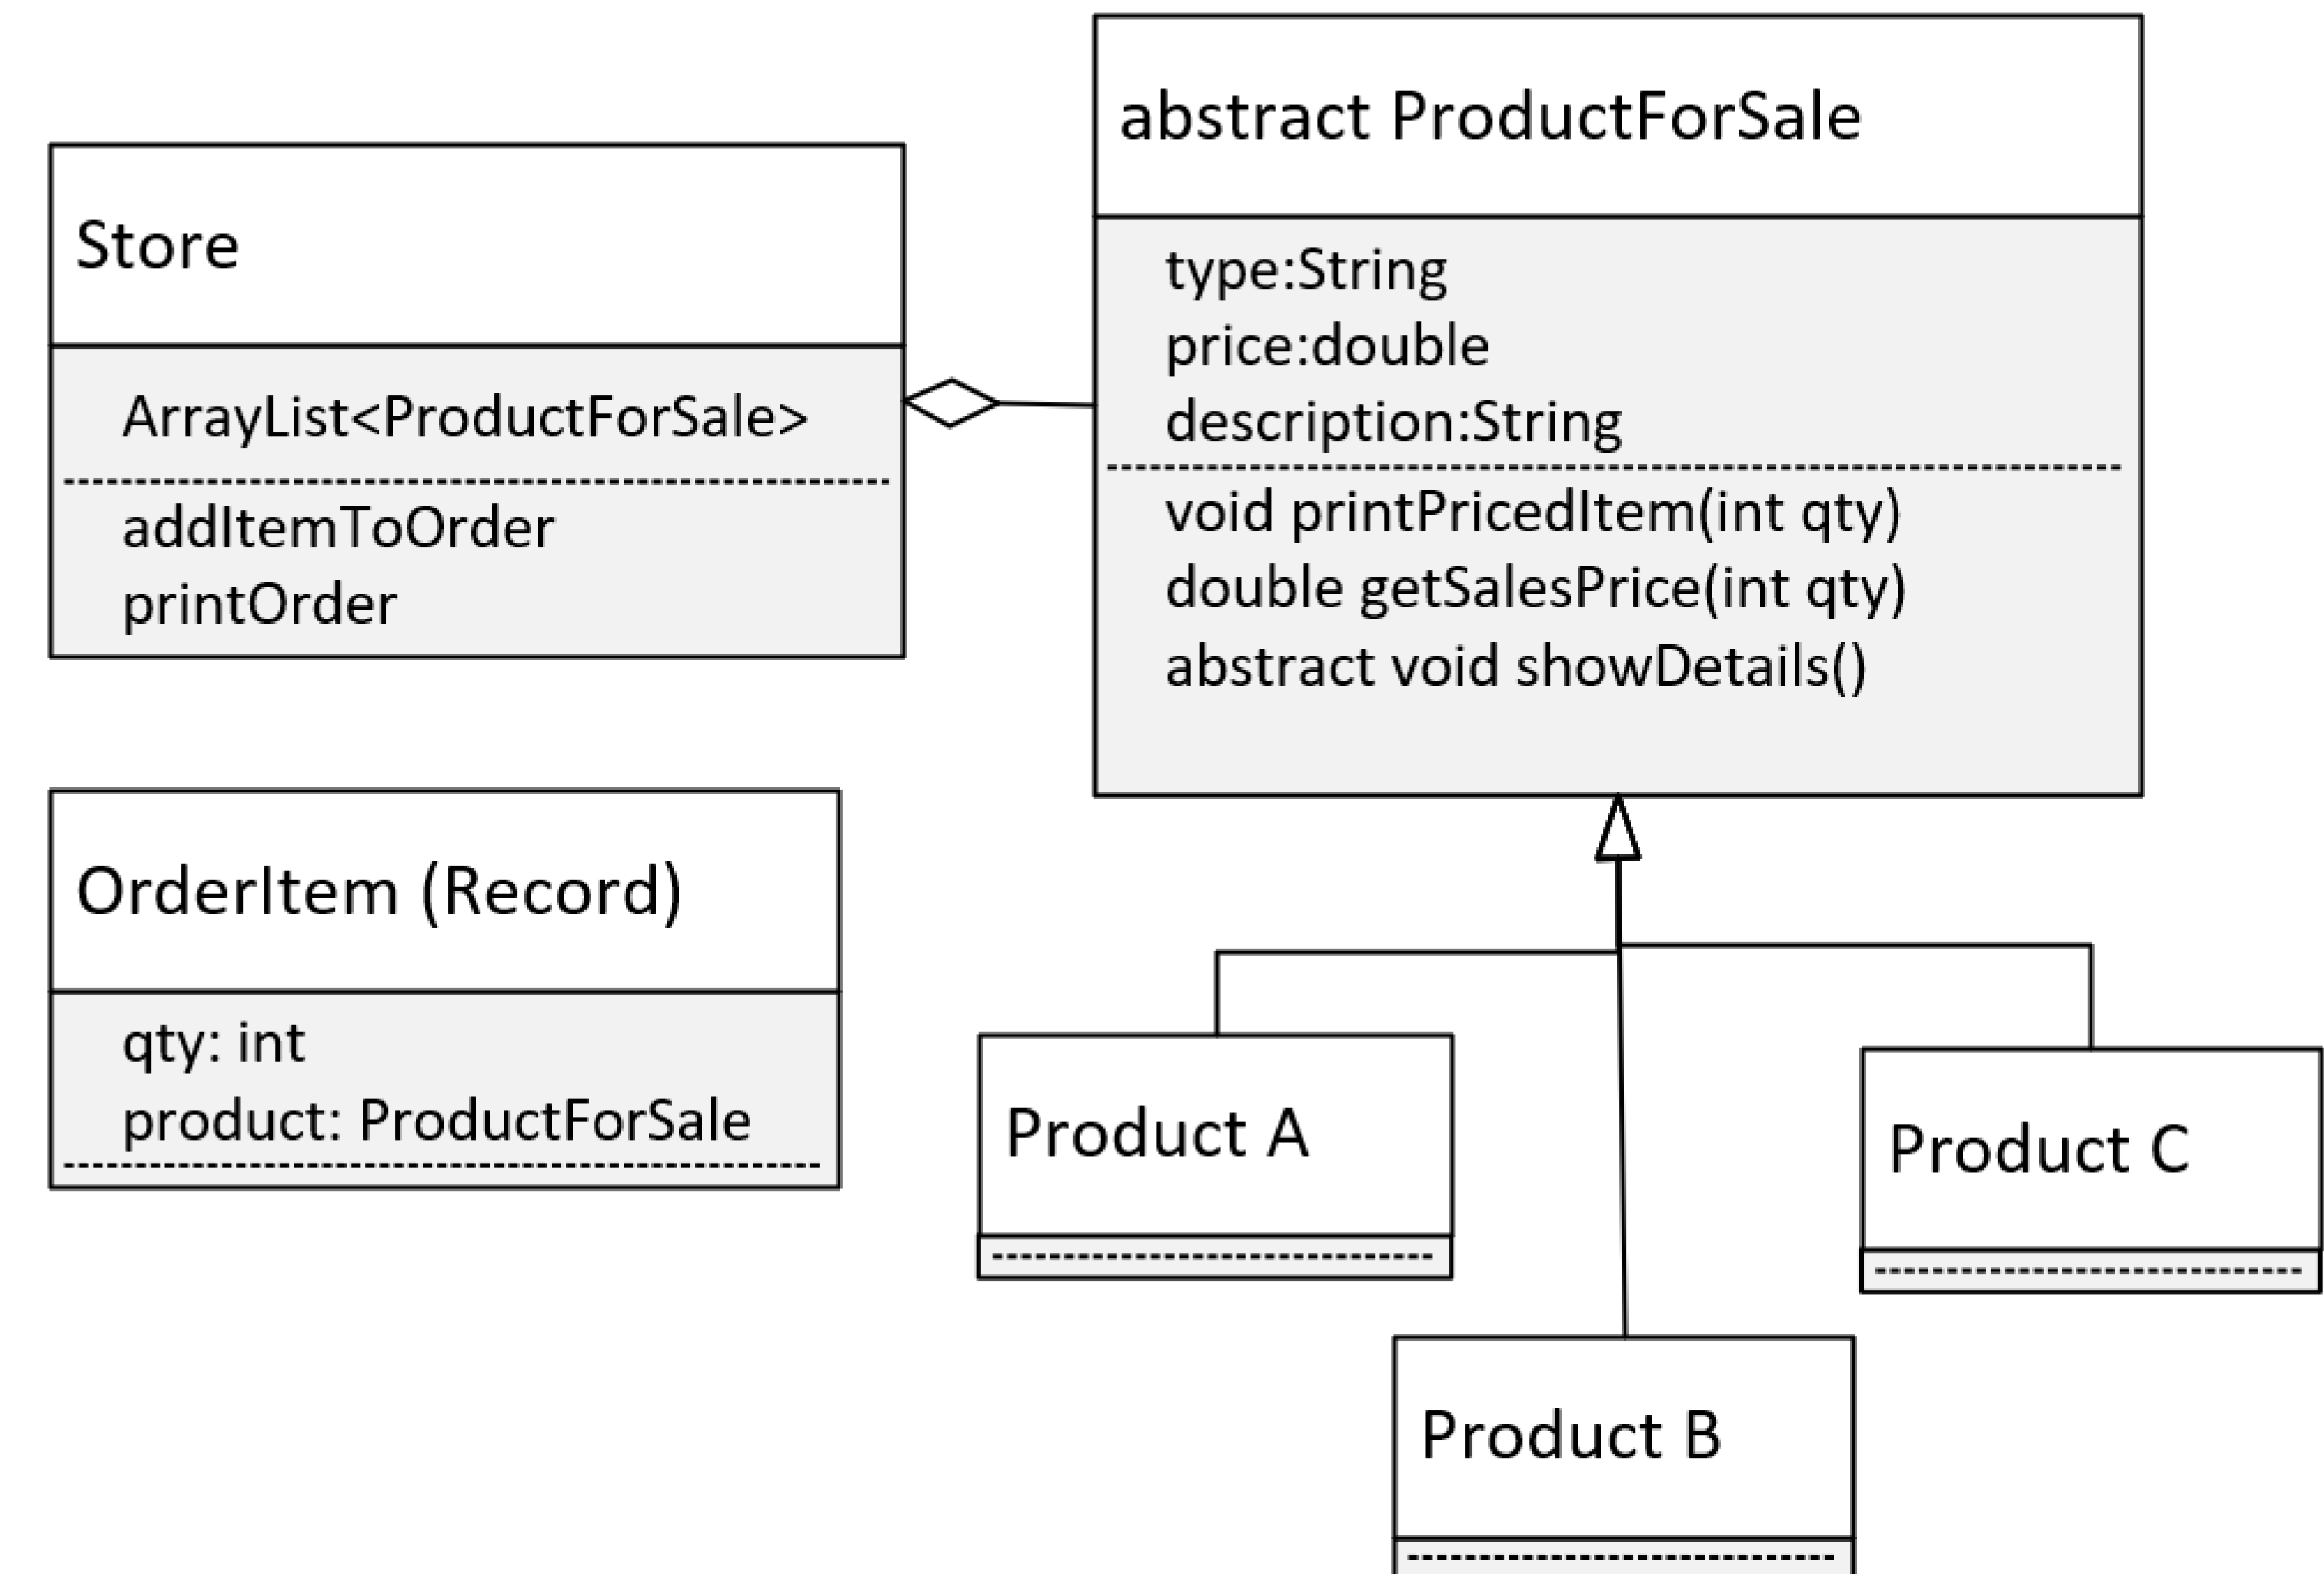 Store
ArrayList<ProductForSale>
addItemToOrder
printOrder
abstract ProductForSale
type:String
price:double
description:String
void printPricedItem(int qty)
double getSalesPrice(int qty)
abstract void showDetails()
OrderItem (Record)
qty: int
product: ProductForSale
Product A
Product B
Product C